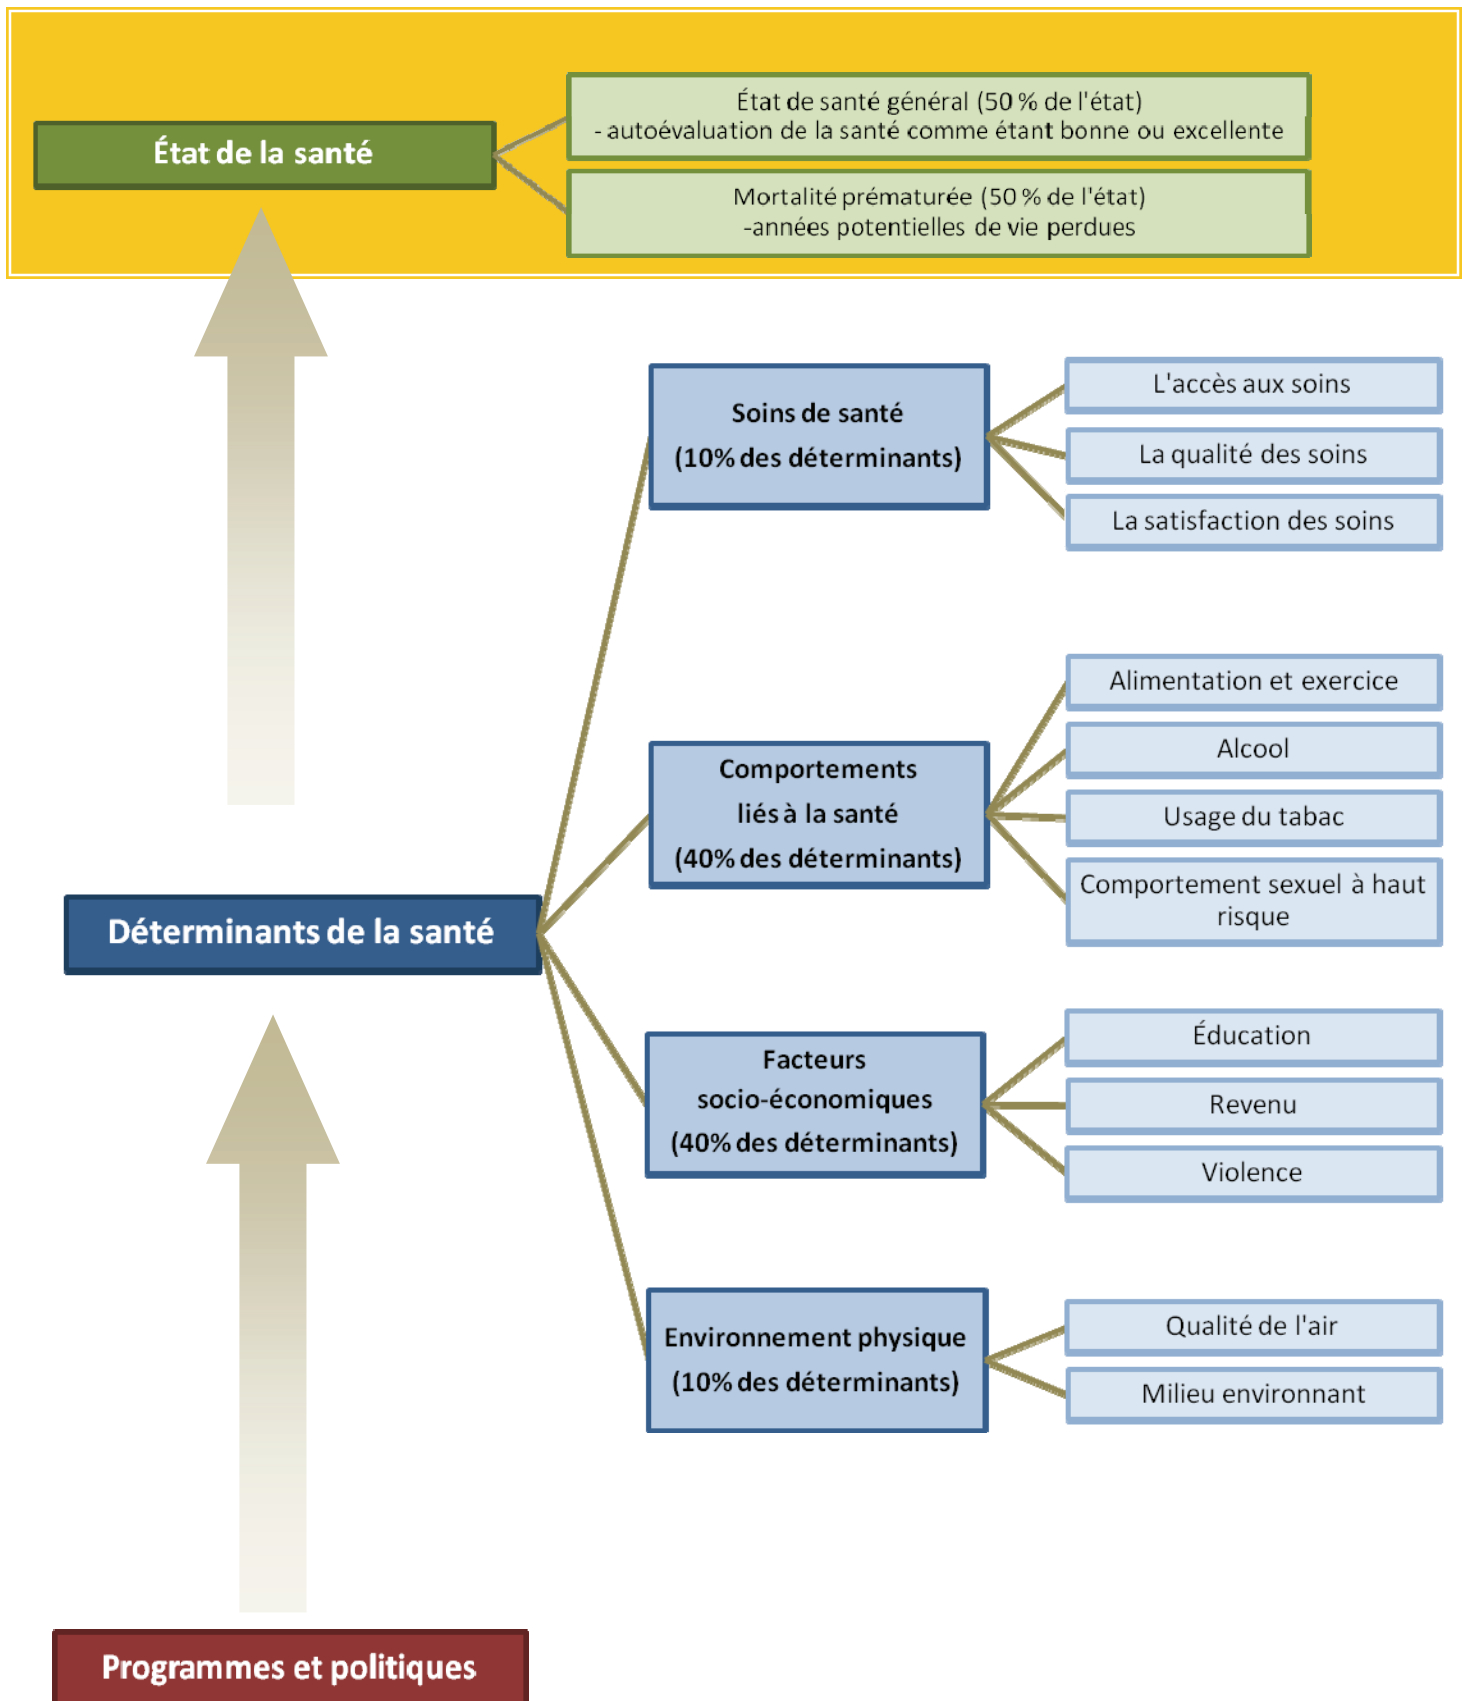 État de la santé
État de santé général (50 % de l'état)
- autoévaluation de la santé comme étant bonne ou excellente
Mortalité prématurée (50 % de l'état)
-années potentielles de vie perdues
Soins de santé
(10% des déterminants)
L'accès aux soins
La qualité des soins
La satisfaction des soins
Comportements
liés à la santé
(40% des déterminants)
Alimentation et exercice
Alcool
Usage du tabac
Comportement sexuel à haut
risque
Déterminants de la santé
Facteurs
socio-économiques
(40% des déterminants)
Éducation
Revenu
Violence
Environnement physique
(10% des déterminants)
Qualité de l'air
Milieu environnant
Programmes et politiques